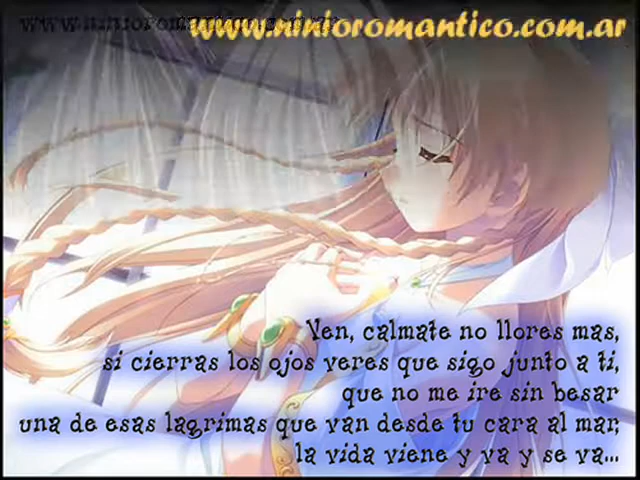 www.ninioromantico.com.ar
Ven, calmate no llores mas,
si cierras los ojos veres que sigo junto a ti,
que no me ire sin besar
una de esas lagrimas que van desde tu cara al mar,
la vida viene y va y se va...